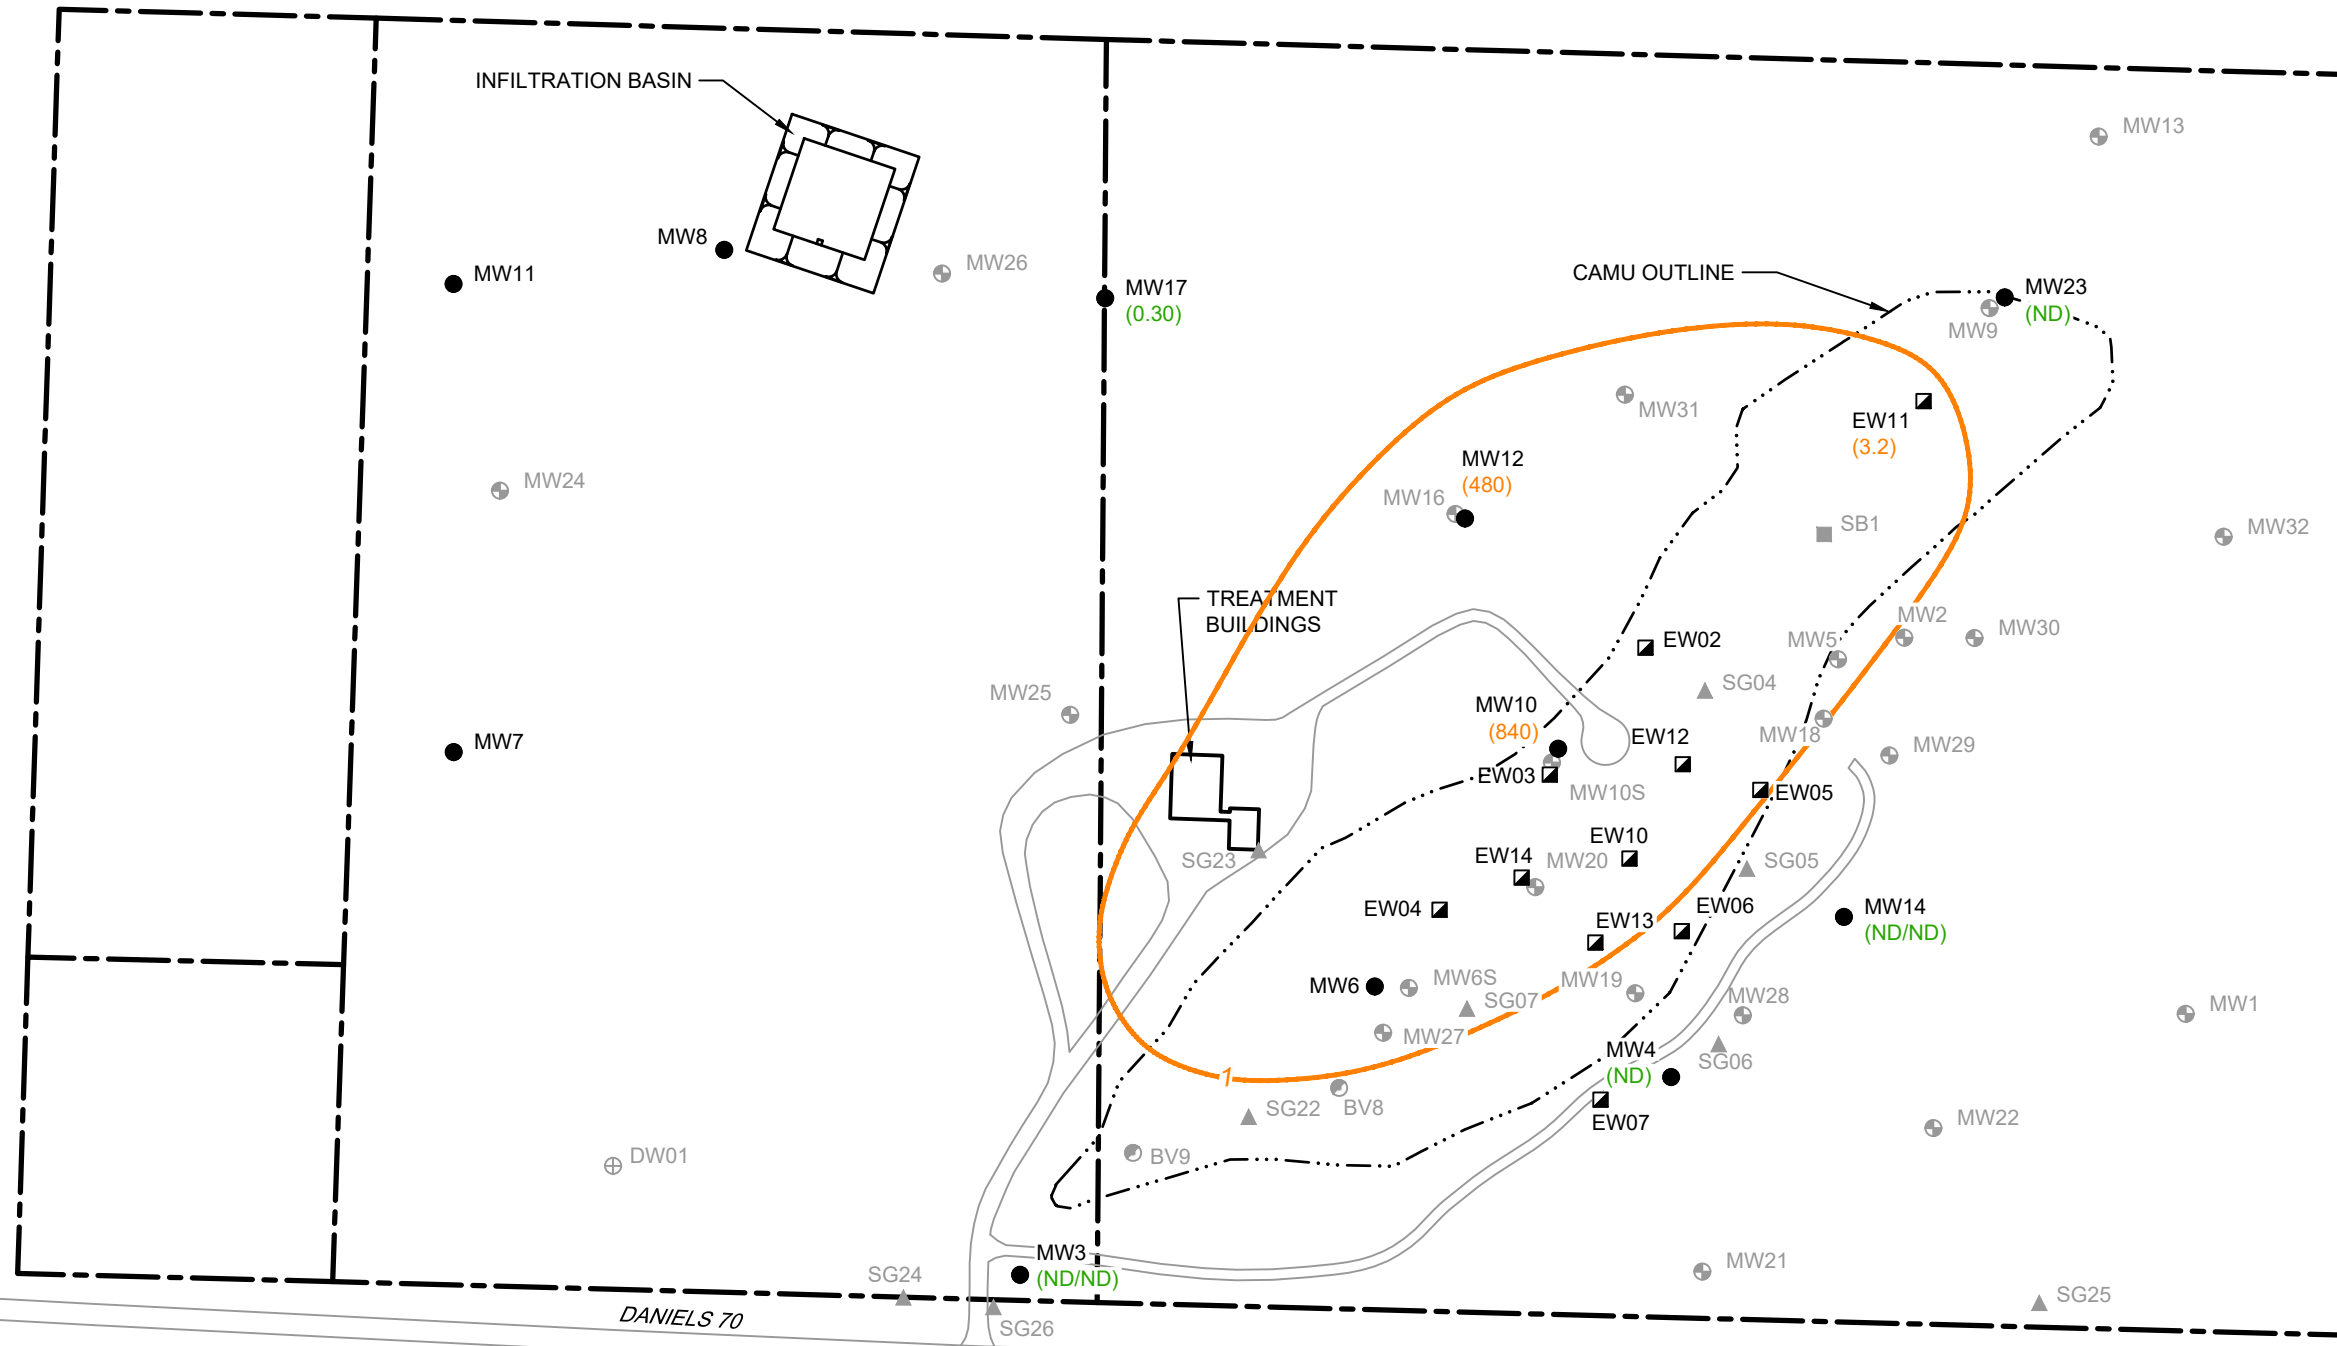 INFILTRATION BASIN
MW13
MW8
MW26
MW11
MW17
(0.30)
CAMU OUTLINE
MW23
(ND)
MW9
MW31
EW11
(3.2)
MW12
(480)
MW16
MW24
SB1
MW32
TREATMENT
BUILDINGS
MW2
MW30
EW02
MW5
SG04
MW25
MW10
(840)
MW7
EW12
MW18
MW29
EW03
MW10S
EW05
EW10
EW14
MW20
SG23
SG05
EW04
EW06
MW14
(ND/ND)
EW13
MW6
MW6S
MW19
SG07
MW28
MW1
MW27
MW4
(ND)
SG06
1
SG22
BV8
EW07
MW22
DW01
BV9
MW3
(ND/ND)
MW21
SG24
SG25
DANIELS 70
SG26